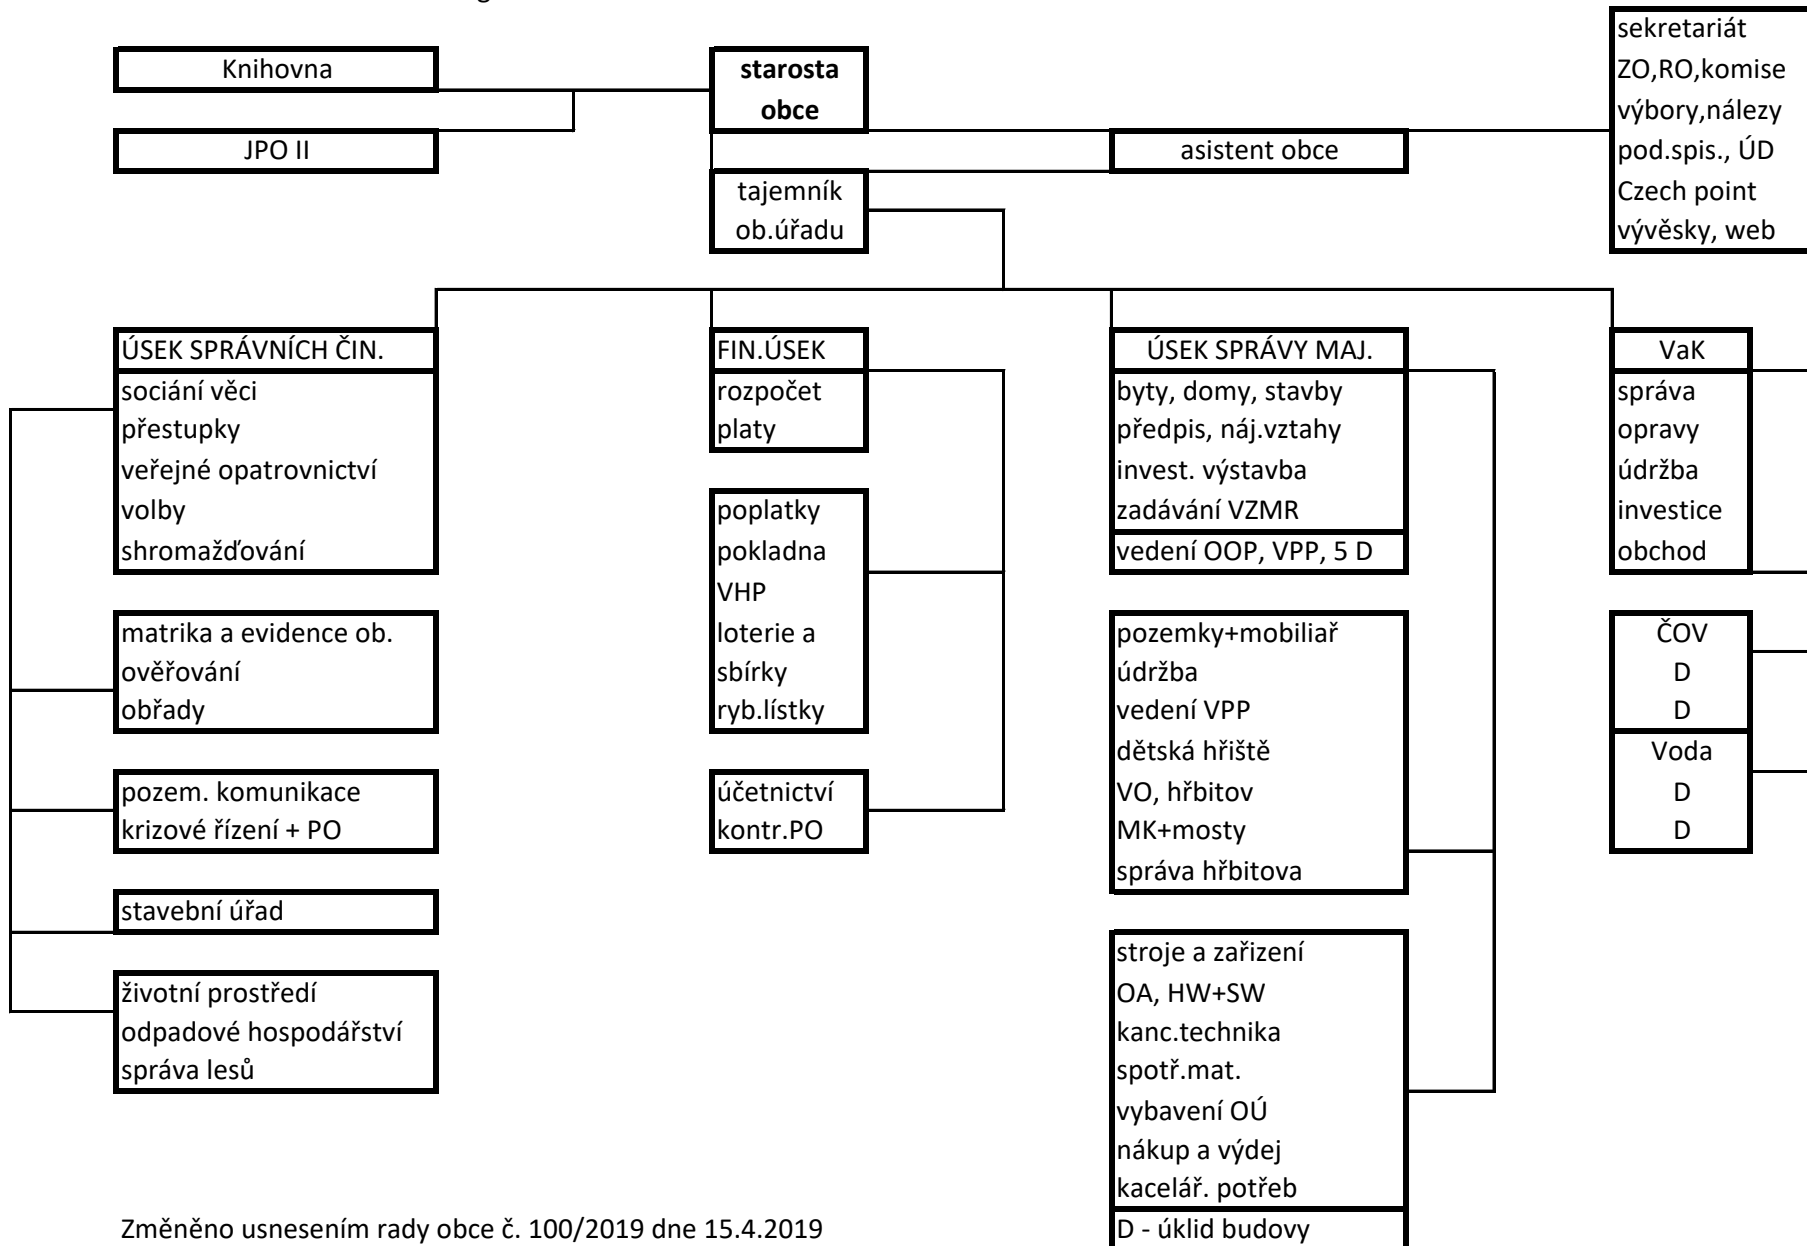 Knihovna
JPO II
starosta
obce
tajemník
ob.úřadu
asistent obce
sekretariát
ZO,RO,komise
výbory,nálezy
pod.spis., ÚD
Czech point
vývěsky, web
ÚSEK SPRÁVNÍCH ČIN.
sociání věci
přestupky
veřejné opatrovnictví
volby
shromažďování
matrika a evidence ob.
ověřování
obřady
pozem. komunikace
krizové řízení + PO
stavební úřad
životní prostředí
odpadové hospodářství
správa lesů
FIN.ÚSEK
rozpočet
platy
poplatky
pokladna
VHP
loterie a
sbírky
ryb.lístky
účetnictví
kontr.PO
ÚSEK SPRÁVY MAJ.
byty, domy, stavby
předpis, náj.vztahy
invest. výstavba
zadávání VZMR
vedení OOP, VPP, 5 D
pozemky+mobiliař
údržba
vedení VPP
dětská hřiště
VO, hřbitov
MK+mosty
správa hřbitova
stroje a zařizení
OA, HW+SW
kanc.technika
spotř.mat.
vybavení OÚ
nákup a výdej
kacelář. potřeb
D - úklid budovy
VaK
správa
opravy
údržba
investice
obchod
ČOV
D
D
Voda
D
D
Změněno usnesením rady obce č. 100/2019 dne 15.4.2019